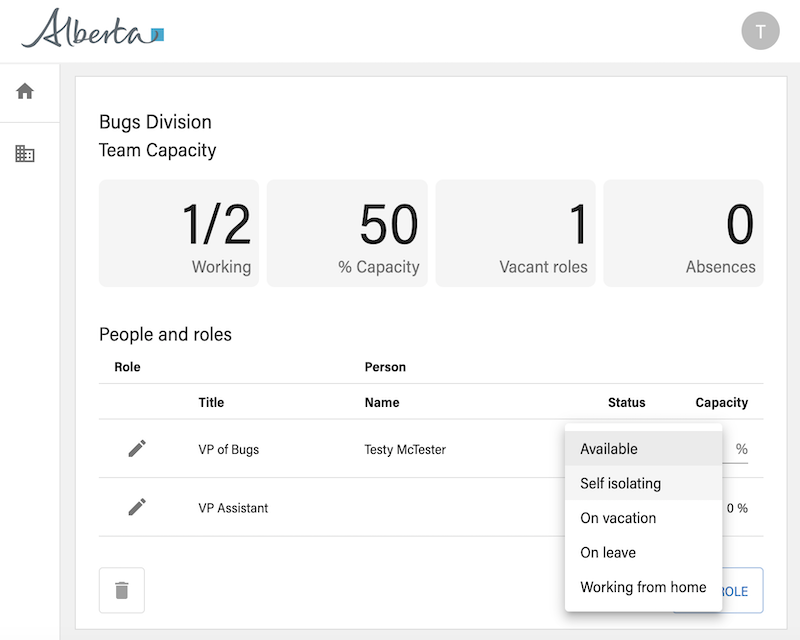 Alberta
T
Bugs Division
Team Capacity
1/2 50 1 0
Working % Capacity Vacant roles Absences
People and roles
Role Person
Title Name Status Capacity
VP of Bugs Testy McTester Available %
Self isolating
VP Assistant On vacation 0 %
On leave
Working from home OLE